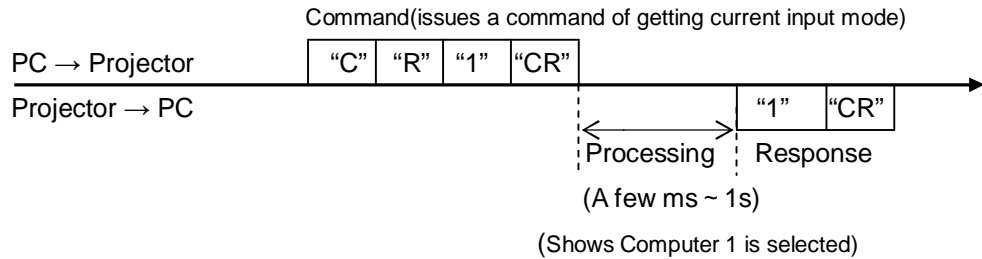 Command(issues a command of getting current input mode)
PC → Projector “C” “R” “1” “CR”
Projector → PC “1” “CR”
Processing Response
(A few ms ~ 1s)
(Shows Computer 1 is selected)